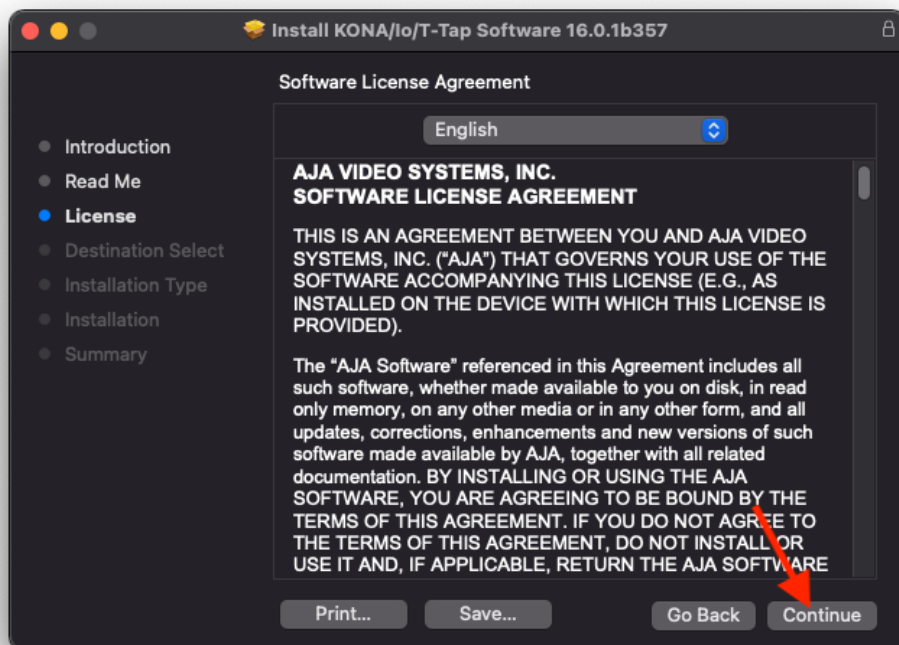 Install KONA/Io/T-Tap Software 16.0.1b357
Software License Agreement
English
Introduction
Read Me
License
Destination Select
Installation Type
Installation
Summary
AJA VIDEO SYSTEMS, INC.
SOFTWARE LICENSE AGREEMENT
THIS IS AN AGREEMENT BETWEEN YOU AND AJA VIDEO
SYSTEMS, INC. (“AJA”) THAT GOVERNS YOUR USE OF THE
SOFTWARE ACCOMPANYING THIS LICENSE (E.G., AS
INSTALLED ON THE DEVICE WITH WHICH THIS LICENSE IS
PROVIDED).
The “AJA Software” referenced in this Agreement includes all
such software, whether made available to you on disk, in read
only memory, on any other media or in any other form, and all
updates, corrections, enhancements and new versions of such
software made available by AJA, together with all related
documentation. BY INSTALLING OR USING THE AJA
SOFTWARE, YOU ARE AGREEING TO BE BOUND BY THE
TERMS OF THIS AGREEMENT. IF YOU DO NOT AGREE TO
THE TERMS OF THIS AGREEMENT, DO NOT INSTALL OR
USE IT AND, IF APPLICABLE, RETURN THE AJA SOFTWARE
Print...
Save...
Go Back
Continue